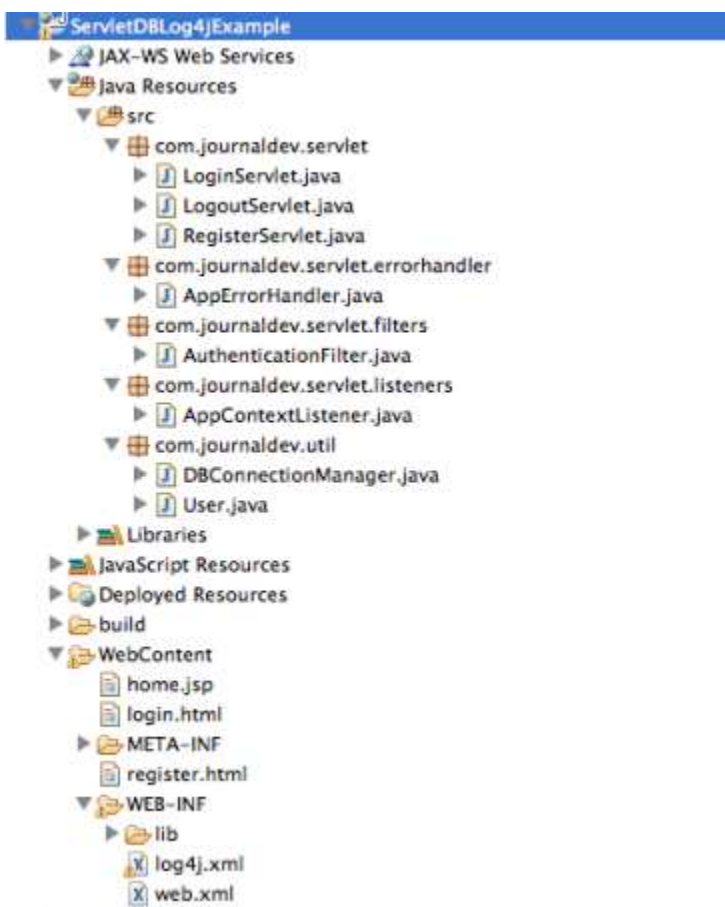 ServletDBLog4jExample
JAX-WS Web Services
Java Resources
src
com.journaldev.servlet
LoginServlet.java
LogoutServlet.java
RegisterServlet.java
com.journaldev.servlet.errorhandler
AppErrorHandler.java
com.journaldev.servlet.filters
AuthenticationFilter.java
com.journaldev.servlet.listeners
AppContextListener.java
com.journaldev.util
DBConnectionManager.java
User.java
Libraries
JavaScript Resources
Deployed Resources
build
WebContent
home.jsp
login.html
META-INF
register.html
WEB-INF
lib
log4j.xml
web.xml